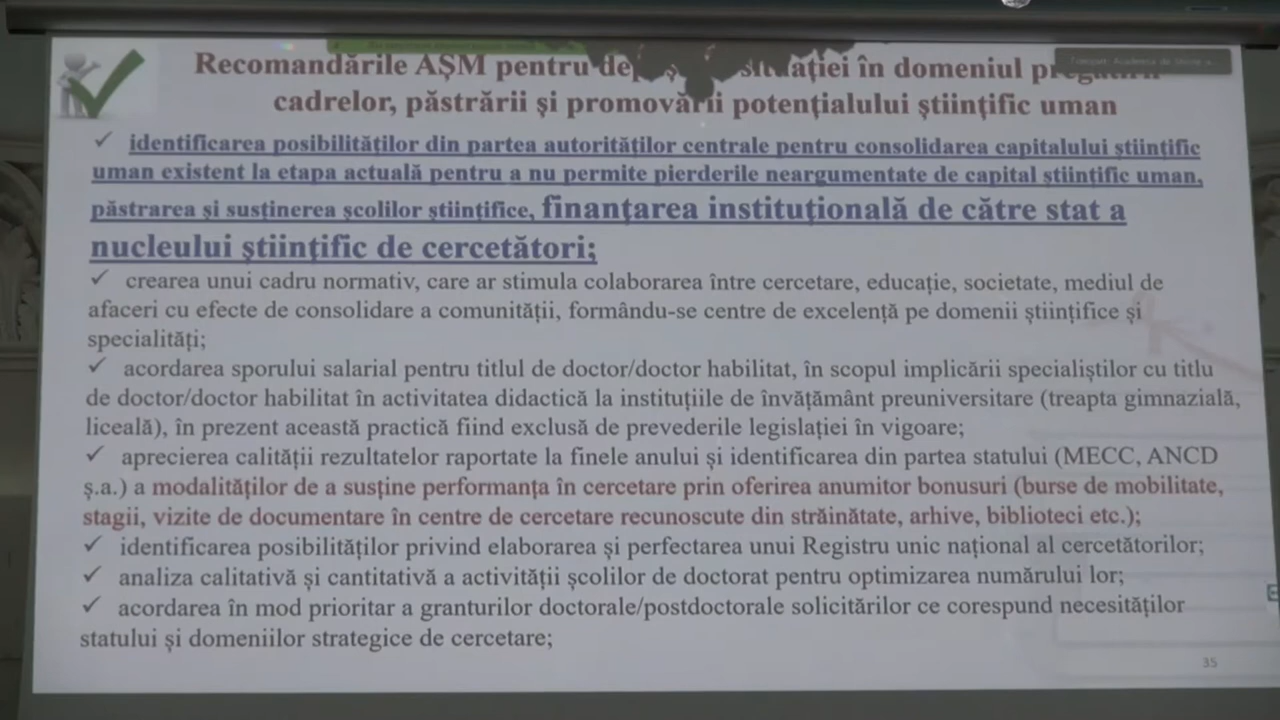 Recomandările AȘM pentru situației în domeniul
cadrelor, păstrării și promovării potențialului științific uman
✓ identificarea posibilităților din partea autorităților centrale pentru consolidarea capitalului științific
uman existent la etapa actuală pentru a nu permite pierderile neargumentate de capital științific uman,
păstrarea și susținerea școlilor științifice, finanțarea instituțională de către stat a
nucleului științific de cercetători;
✓ crearea unui cadru normativ, care ar stimula colaborarea între cercetare, educație, societate, mediul de
afaceri cu efecte de consolidare a comunității, formându-se centre de excelență pe domenii științifice și
specialități;
✓ acordarea sporului salarial pentru titlul de doctor/doctor habilitat, în scopul implicării specialiștilor cu titlu
de doctor/doctor habilitat în activitatea didactică la instituțiile de învățământ preuniversitare (treapta gimnazială,
liceală), în prezent această practică fiind exclusă de prevederile legislației în vigoare;
✓ aprecierea calității rezultatelor raportate la finele anului și identificarea din partea statului (MECC, ANCD
ș.a.) a modalităților de a susține performanța în cercetare prin oferirea anumitor bonusuri (burse de mobilitate,
stagii, vizite de documentare în centre de cercetare recunoscute din străinătate, arhive, biblioteci etc.);
✓ identificarea posibilităților privind elaborarea și perfectarea unui Registru unic național al cercetătorilor;
✓ analiza calitativă și cantitativă a activității școlilor de doctorat pentru optimizarea numărului lor;
✓ acordarea în mod prioritar a granturilor doctorale/postdoctorale solicitărilor ce corespund necesităților
statului și domeniilor strategice de cercetare;
35